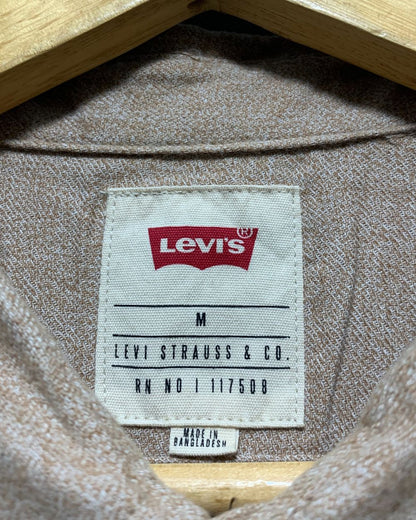 Levi's ®
M
LEVI STRAUSS & CO.
RN NO | 117508
MADE IN
BANGLADESH